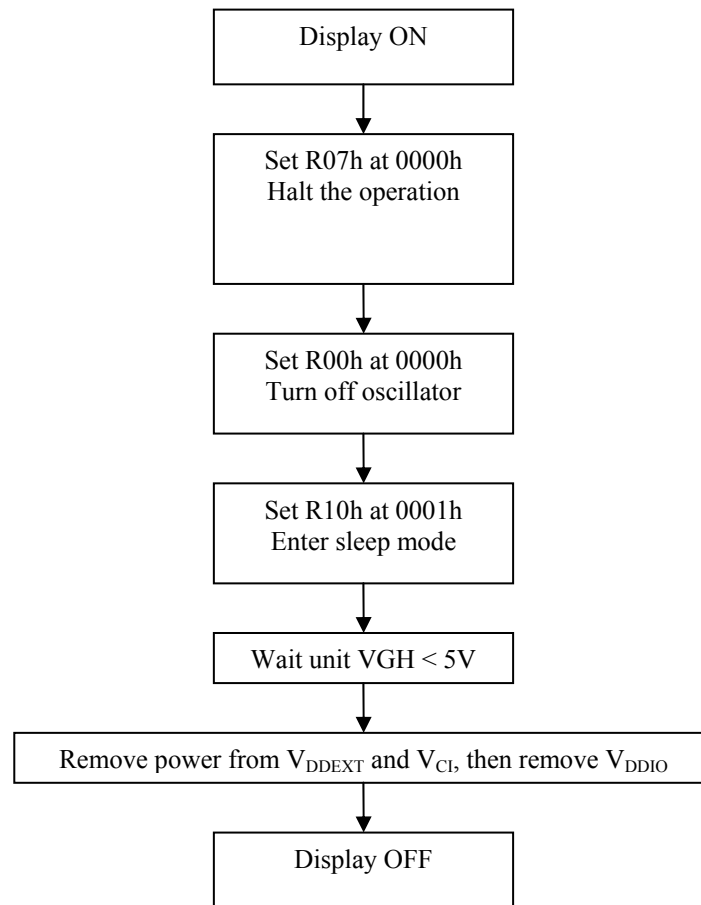 Display ON
Set R07h at 0000h
Halt the operation
Set R00h at 0000h
Turn off oscillator
Set R10h at 0001h
Enter sleep mode
Wait unit VGH < 5V
Remove power from VDDEXT and VCI, then remove VDDIO
Display OFF